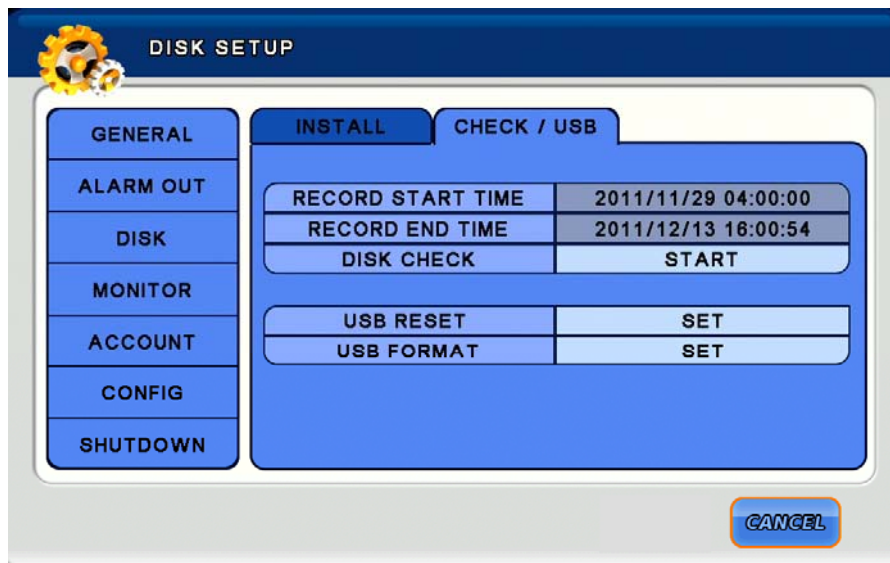 DISK SETUP
GENERAL
ALARM OUT
DISK
MONITOR
ACCOUNT
CONFIG
SHUTDOWN
INSTALL
CHECK / USB
RECORD START TIME 2011/11/29 04:00:00
RECORD END TIME 2011/12/13 16:00:54
DISK CHECK START
USB RESET SET
USB FORMAT SET
CANCEL